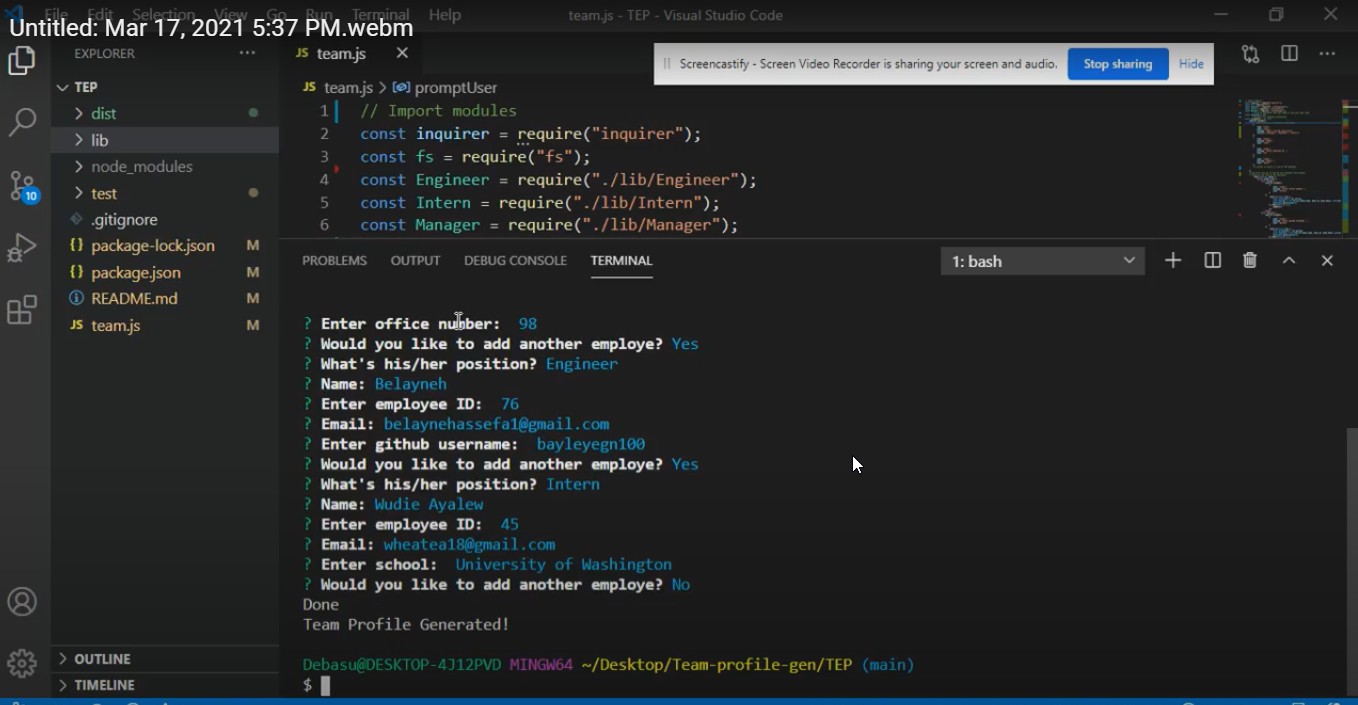 File Edit Selection View Go Run Terminal Help
team.js - TEP - Visual Studio Code
Untitled: Mar 17, 2021 5:37 PM.webm
EXPLORER ...
JS team.js
|| Screencastify - Screen Video Recorder is sharing your screen and audio. Stop sharing Hide
TEP
dist
lib
node_modules
test
.gitignore
{} package-lock.json M
{} package.json M
README.md M
JS team.js M
OUTLINE
TIMELINE
10
JS team.js > promptUser
1 // Import modules
2 const inquirer = require("inquirer");
3 const fs = require("fs");
4 const Engineer = require("./lib/Engineer");
5 const Intern = require("./lib/Intern");
6 const Manager = require("./lib/Manager");
PROBLEMS OUTPUT DEBUG CONSOLE TERMINAL 1: bash
? Enter office number: 98
? Would you like to add another employe? Yes
? What's his/her position? Engineer
? Name: Belayneh
? Enter employee ID: 76
? Email: belaynehassefa1@gmail.com
? Enter github username: bayleyegn100
? Would you like to add another employe? Yes
? What's his/her position? Intern
? Name: Wudie Ayalew
? Enter employee ID: 45
? Email: wheatea18@gmail.com
? Enter school: University of Washington
? Would you like to add another employe? No
Done
Team Profile Generated!
Debasu@DESKTOP-4J12PVD MINGW64 ~/Desktop/Team-profile-gen/TEP (main)
$